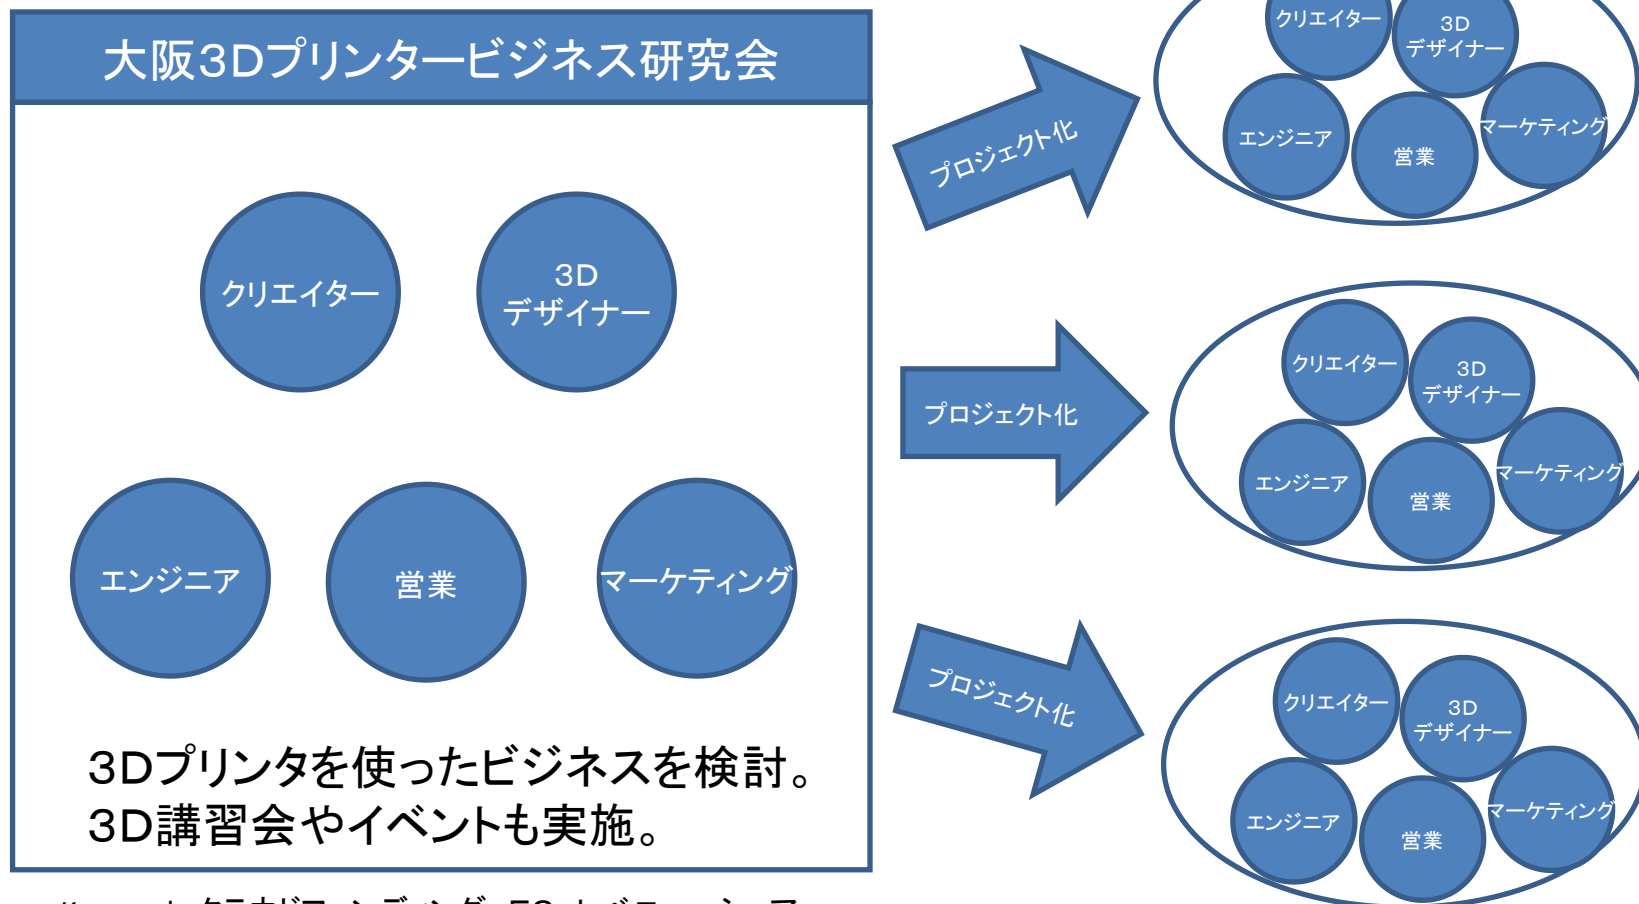 大阪3Dプリンタービジネス研究会
クリエイター
3D
デザイナー
エンジニア
営業
マーケティング
3Dプリンタを使ったビジネスを検討。
3D講習会やイベントも実施。
プロジェクト化
クリエイター
3D
デザイナー
エンジニア
営業
マーケティング
プロジェクト化
クリエイター
3D
デザイナー
エンジニア
営業
マーケティング
プロジェクト化
クリエイター
3D
デザイナー
エンジニア
営業
マーケティング